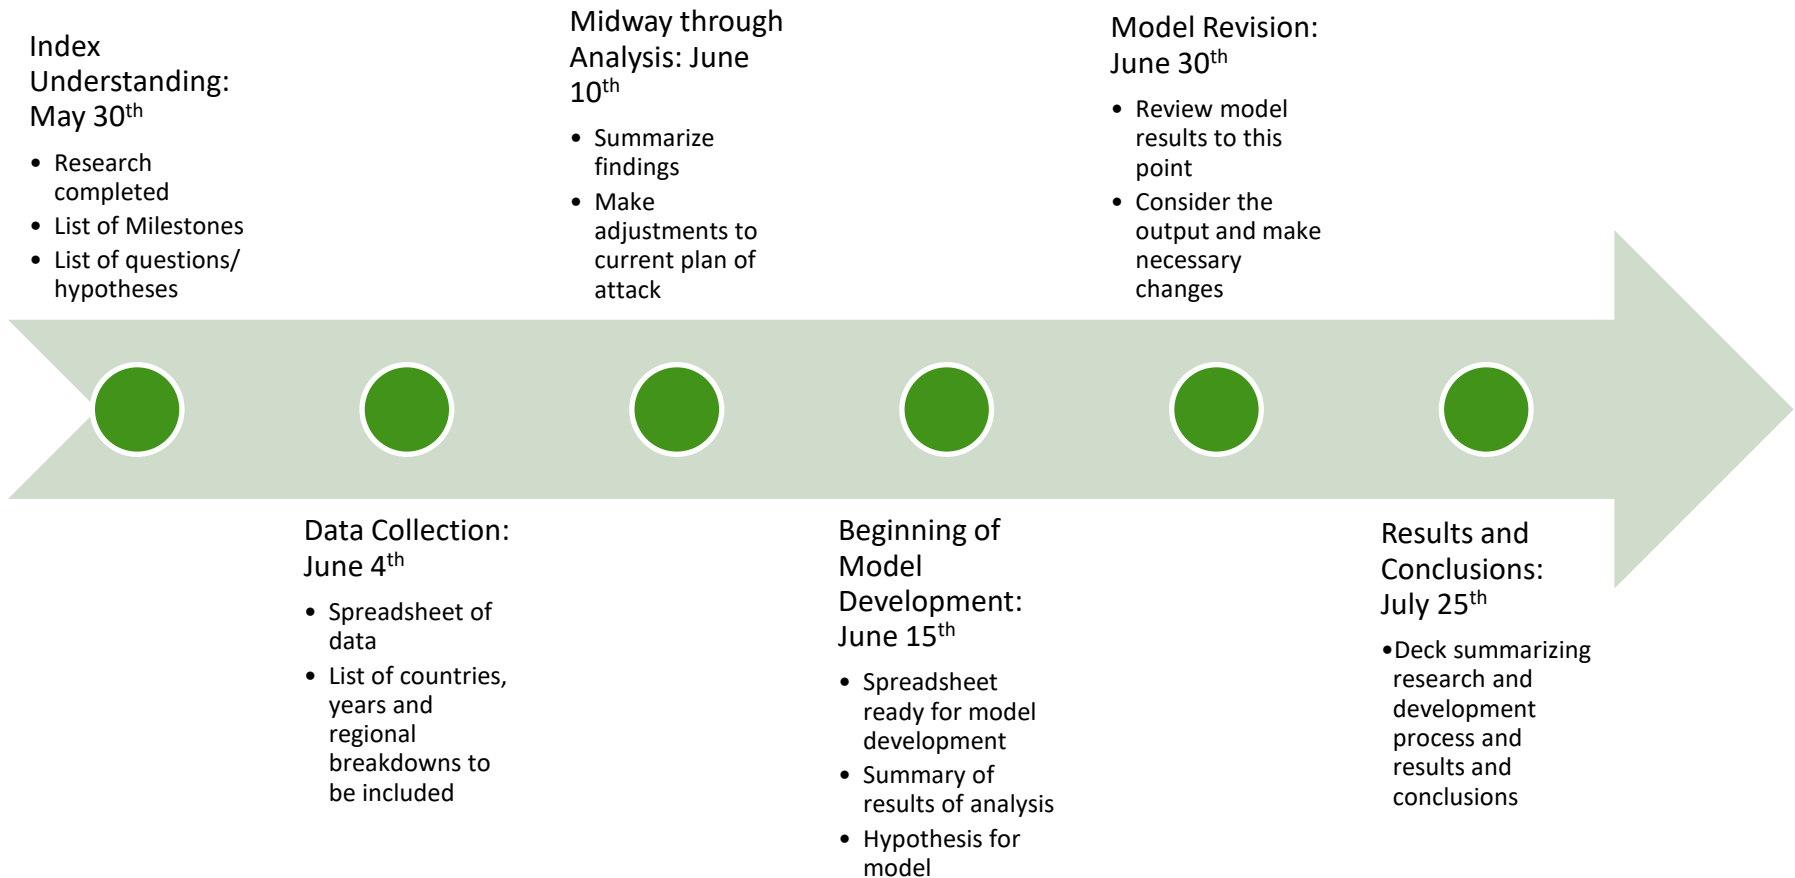 Index
Understanding:
May 30th
• Research
completed
• List of Milestones
• List of questions/
hypotheses
Data Collection:
June 4th
• Spreadsheet of
data
• List of countries,
years and
regional
breakdowns to
be included
Midway through
Analysis: June
10th
• Summarize
findings
• Make
adjustments to
current plan of
attack
Beginning of
Model
Development:
June 15th
• Spreadsheet
ready for model
development
• Summary of
results of analysis
• Hypothesis for
model
Model Revision:
June 30th
• Review model
results to this
point
• Consider the
output and make
necessary
changes
Results and
Conclusions:
July 25th
•Deck summarizing
research and
development
process and
results and
conclusions